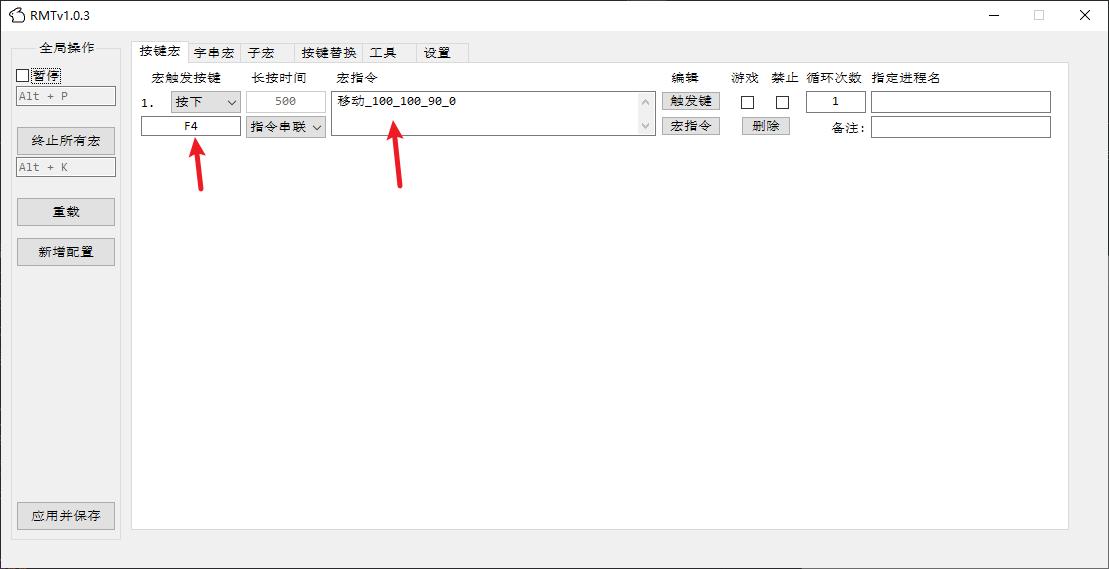 RMTv1.0.3
全局操作
暂停
Alt + P
终止所有宏
Alt + K
重载
新增配置
应用并保存
按键宏 字串宏 子宏 按键替换 工具 设置
宏触发按键 长按时间 宏指令 编辑 游戏 禁止 循环次数 指定进程名
1. 按下 500 移动_100_100_90_0 触发键 1
F4 指令串联 宏指令 删除 备注: